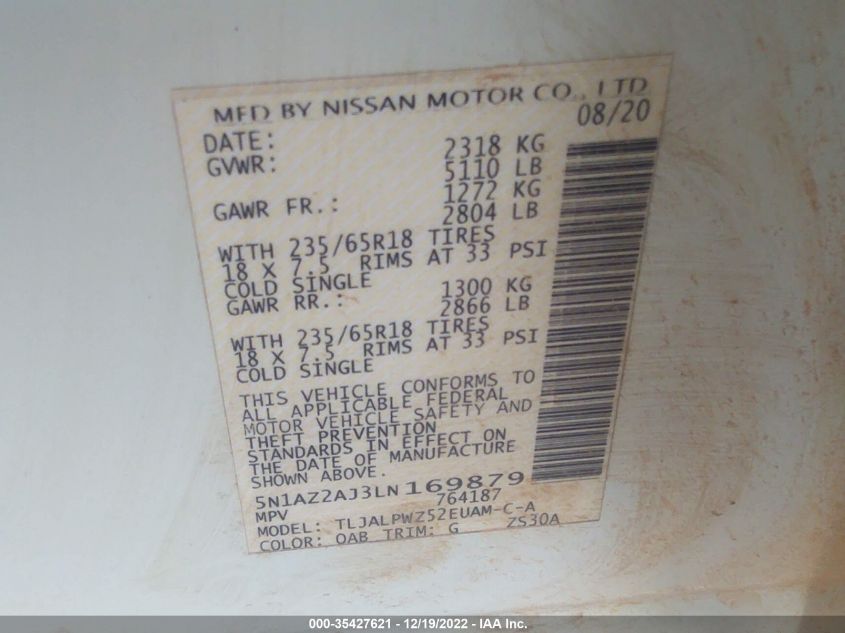 MFD BY NISSAN MOTOR CO., LTD
DATE: 08/20
GVWR: 2318 KG
5110 LB
GAWR FR.: 1272 KG
2804 LB
WITH 235/65R18 TIRES
18 X 7.5 RIMS AT 33 PSI
COLD SINGLE
GAWR RR.: 1300 KG
2866 LB
WITH 235/65R18 TIRES
18 X 7.5 RIMS AT 33 PSI
COLD SINGLE
THIS VEHICLE CONFORMS TO
ALL APPLICABLE FEDERAL
MOTOR VEHICLE SAFETY AND
THEFT PREVENTION
STANDARDS IN EFFECT ON
THE DATE OF MANUFACTURE
SHOWN ABOVE.
5N1AZ2AJ3LN169879
MPV 764187
MODEL: TLJALPWZ52EUAM-C-A
COLOR: QAB TRIM: G ZS30A
000-35427621 - 12/19/2022 - IAA Inc.